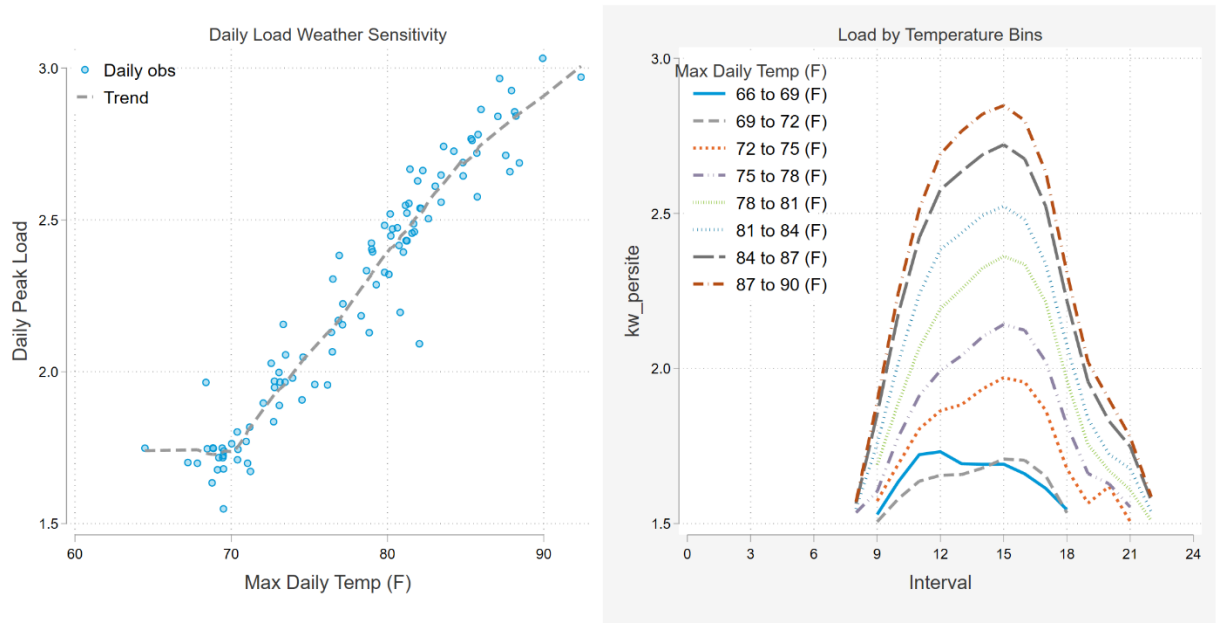 Daily Load Weather Sensitivity
Daily obs
Trend
3.0
2.5
2.0
1.5
Daily Peak Load
60 70 80 90
Max Daily Temp (F)
Load by Temperature Bins
Max Daily Temp (F)
66 to 69 (F)
69 to 72 (F)
72 to 75 (F)
75 to 78 (F)
78 to 81 (F)
81 to 84 (F)
84 to 87 (F)
87 to 90 (F)
3.0
2.5
2.0
1.5
kw_persite
0 3 6 9 12 15 18 21 24
Interval